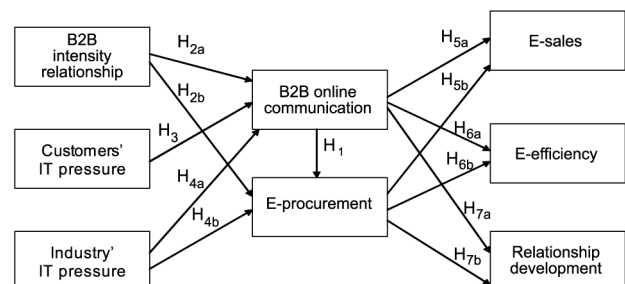 B2B
intensity
relationship
Customers'
IT pressure
Industry'
IT pressure
H2a
H2b
H3
H4a
H4b
B2B online
communication
H1
E-procurement
H5a
H5b
H6a
H6b
H7a
H7b
E-sales
E-efficiency
Relationship
development